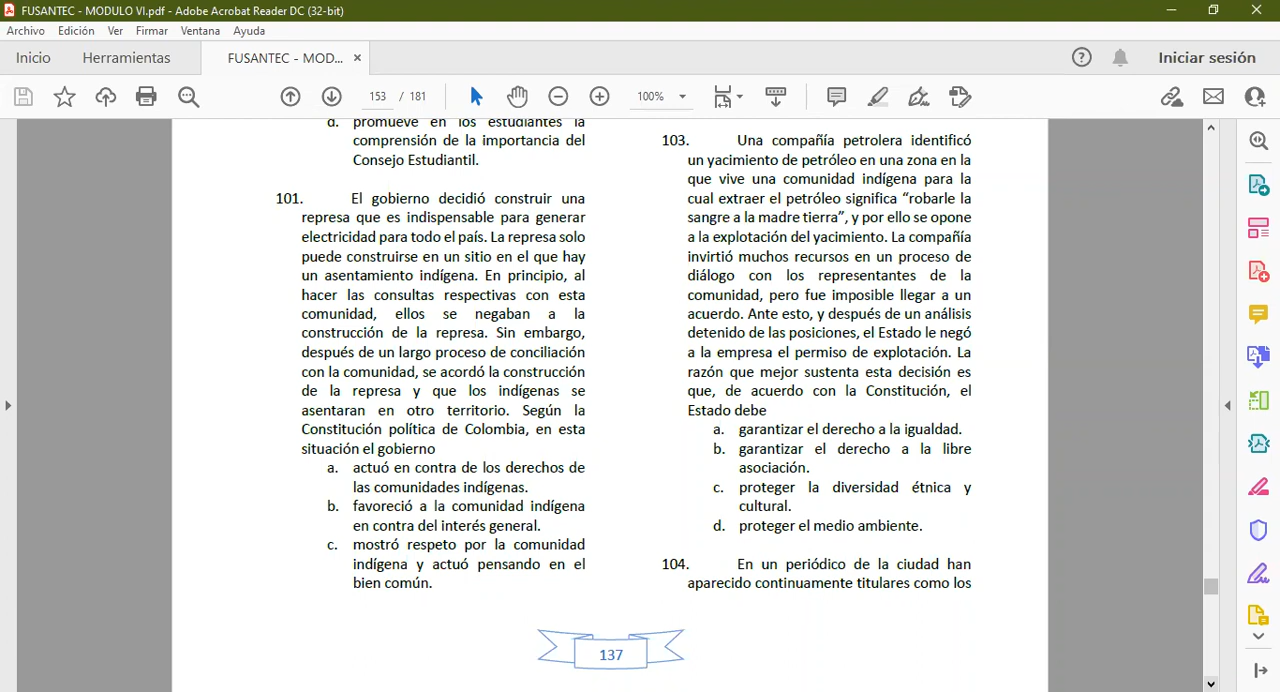 FUSANTEC - MODULO VI.pdf - Adobe Acrobat Reader DC (32-bit)
Archivo Edición Ver Firmar Ventana Ayuda
Inicio Herramientas FUSANTEC - MOD... × Iniciar sesión
153 / 181 100%
d. promueve en los estudiantes la
comprensión de la importancia del
Consejo Estudiantil.
101. El gobierno decidió construir una
represa que es indispensable para generar
electricidad para todo el país. La represa solo
puede construirse en un sitio en el que hay
un asentamiento indígena. En principio, al
hacer las consultas respectivas con esta
comunidad, ellos se negaban a la
construcción de la represa. Sin embargo,
después de un largo proceso de conciliación
con la comunidad, se acordó la construcción
de la represa y que los indígenas se
asentaran en otro territorio. Según la
Constitución política de Colombia, en esta
situación el gobierno
a. actuó en contra de los derechos de
las comunidades indígenas.
b. favoreció a la comunidad indígena
en contra del interés general.
c. mostró respeto por la comunidad
indígena y actuó pensando en el
bien común.
103. Una compañía petrolera identificó
un yacimiento de petróleo en una zona en la
que vive una comunidad indígena para la
cual extraer el petróleo significa “robarle la
sangre a la madre tierra”, y por ello se opone
a la explotación del yacimiento. La compañía
invirtió muchos recursos en un proceso de
diálogo con los representantes de la
comunidad, pero fue imposible llegar a un
acuerdo. Ante esto, y después de un análisis
detenido de las posiciones, el Estado le negó
a la empresa el permiso de explotación. La
razón que mejor sustenta esta decisión es
que, de acuerdo con la Constitución, el
Estado debe
a. garantizar el derecho a la igualdad.
b. garantizar el derecho a la libre
asociación.
c. proteger la diversidad étnica y
cultural.
d. proteger el medio ambiente.
104. En un periódico de la ciudad han
aparecido continuamente titulares como los
137